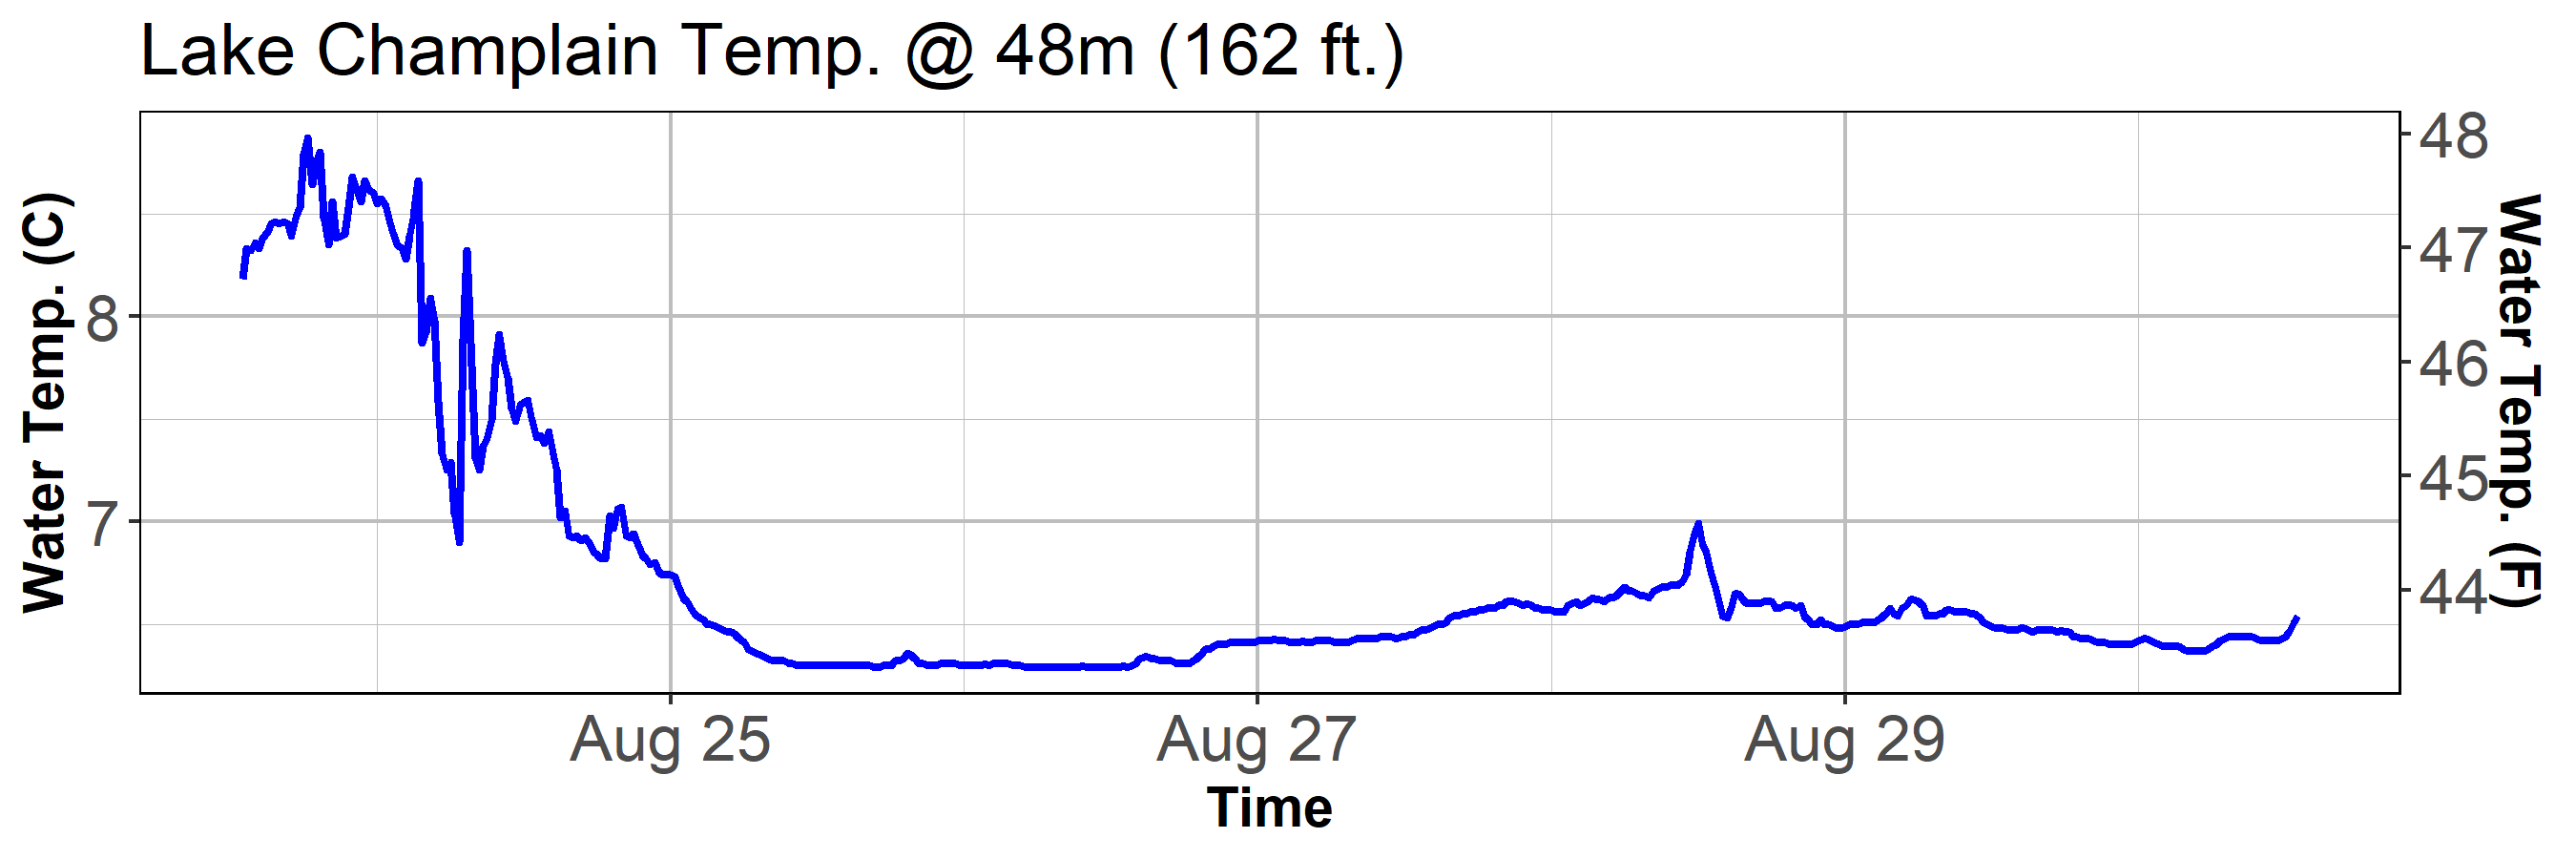 Lake Champlain Temp. @ 48m (162 ft.)
Water Temp. (C)
8
7
48
47
46
45
44
Water Temp. (F)
Aug 25
Aug 27
Aug 29
Time